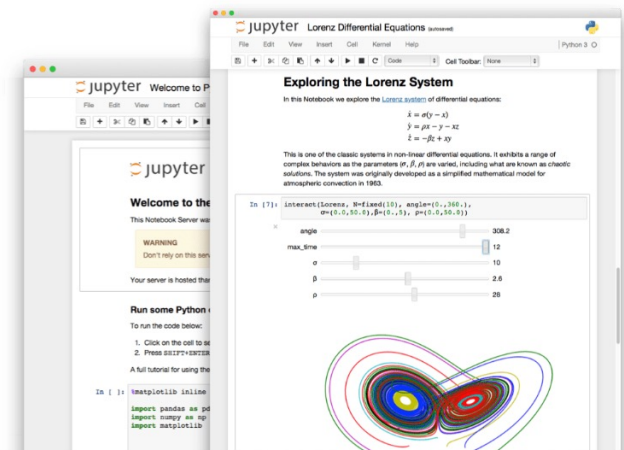 jupyter Lorenz Differential Equations (autosaved)
File Edit View Insert Cell Kernel Help Python 3
Code Cell Toolbar: None
Exploring the Lorenz System
In this Notebook we explore the Lorenz system of differential equations:
ẋ = σ(y − x)
ẏ = ρx − y − xz
ż = −βz + xy
This is one of the classic systems in non-linear differential equations. It exhibits a range of
complex behaviors as the parameters (σ, β, ρ) are varied, including what are known as chaotic
solutions. The system was originally developed as a simplified mathematical model for
atmospheric convection in 1963.
In [7]: interact(Lorenz, N=fixed(10), angle=(0.,360.),
σ=(0.0,50.0),β=(0.,5), ρ=(0.0,50.0))
angle 308.2
max_time 12
σ 10
β 2.6
ρ 28
jupyter Welcome to P
File Edit View Insert Cell
jupyter
Welcome to the
This Notebook Server was
WARNING
Don't rely on this serv
Your server is hosted than
Run some Python
To run the code below:
1. Click on the cell to se
2. Press SHIFT+ENTER
A full tutorial for using the
In [ ]: %matplotlib inline
import pandas as pd
import numpy as np
import matplotlib